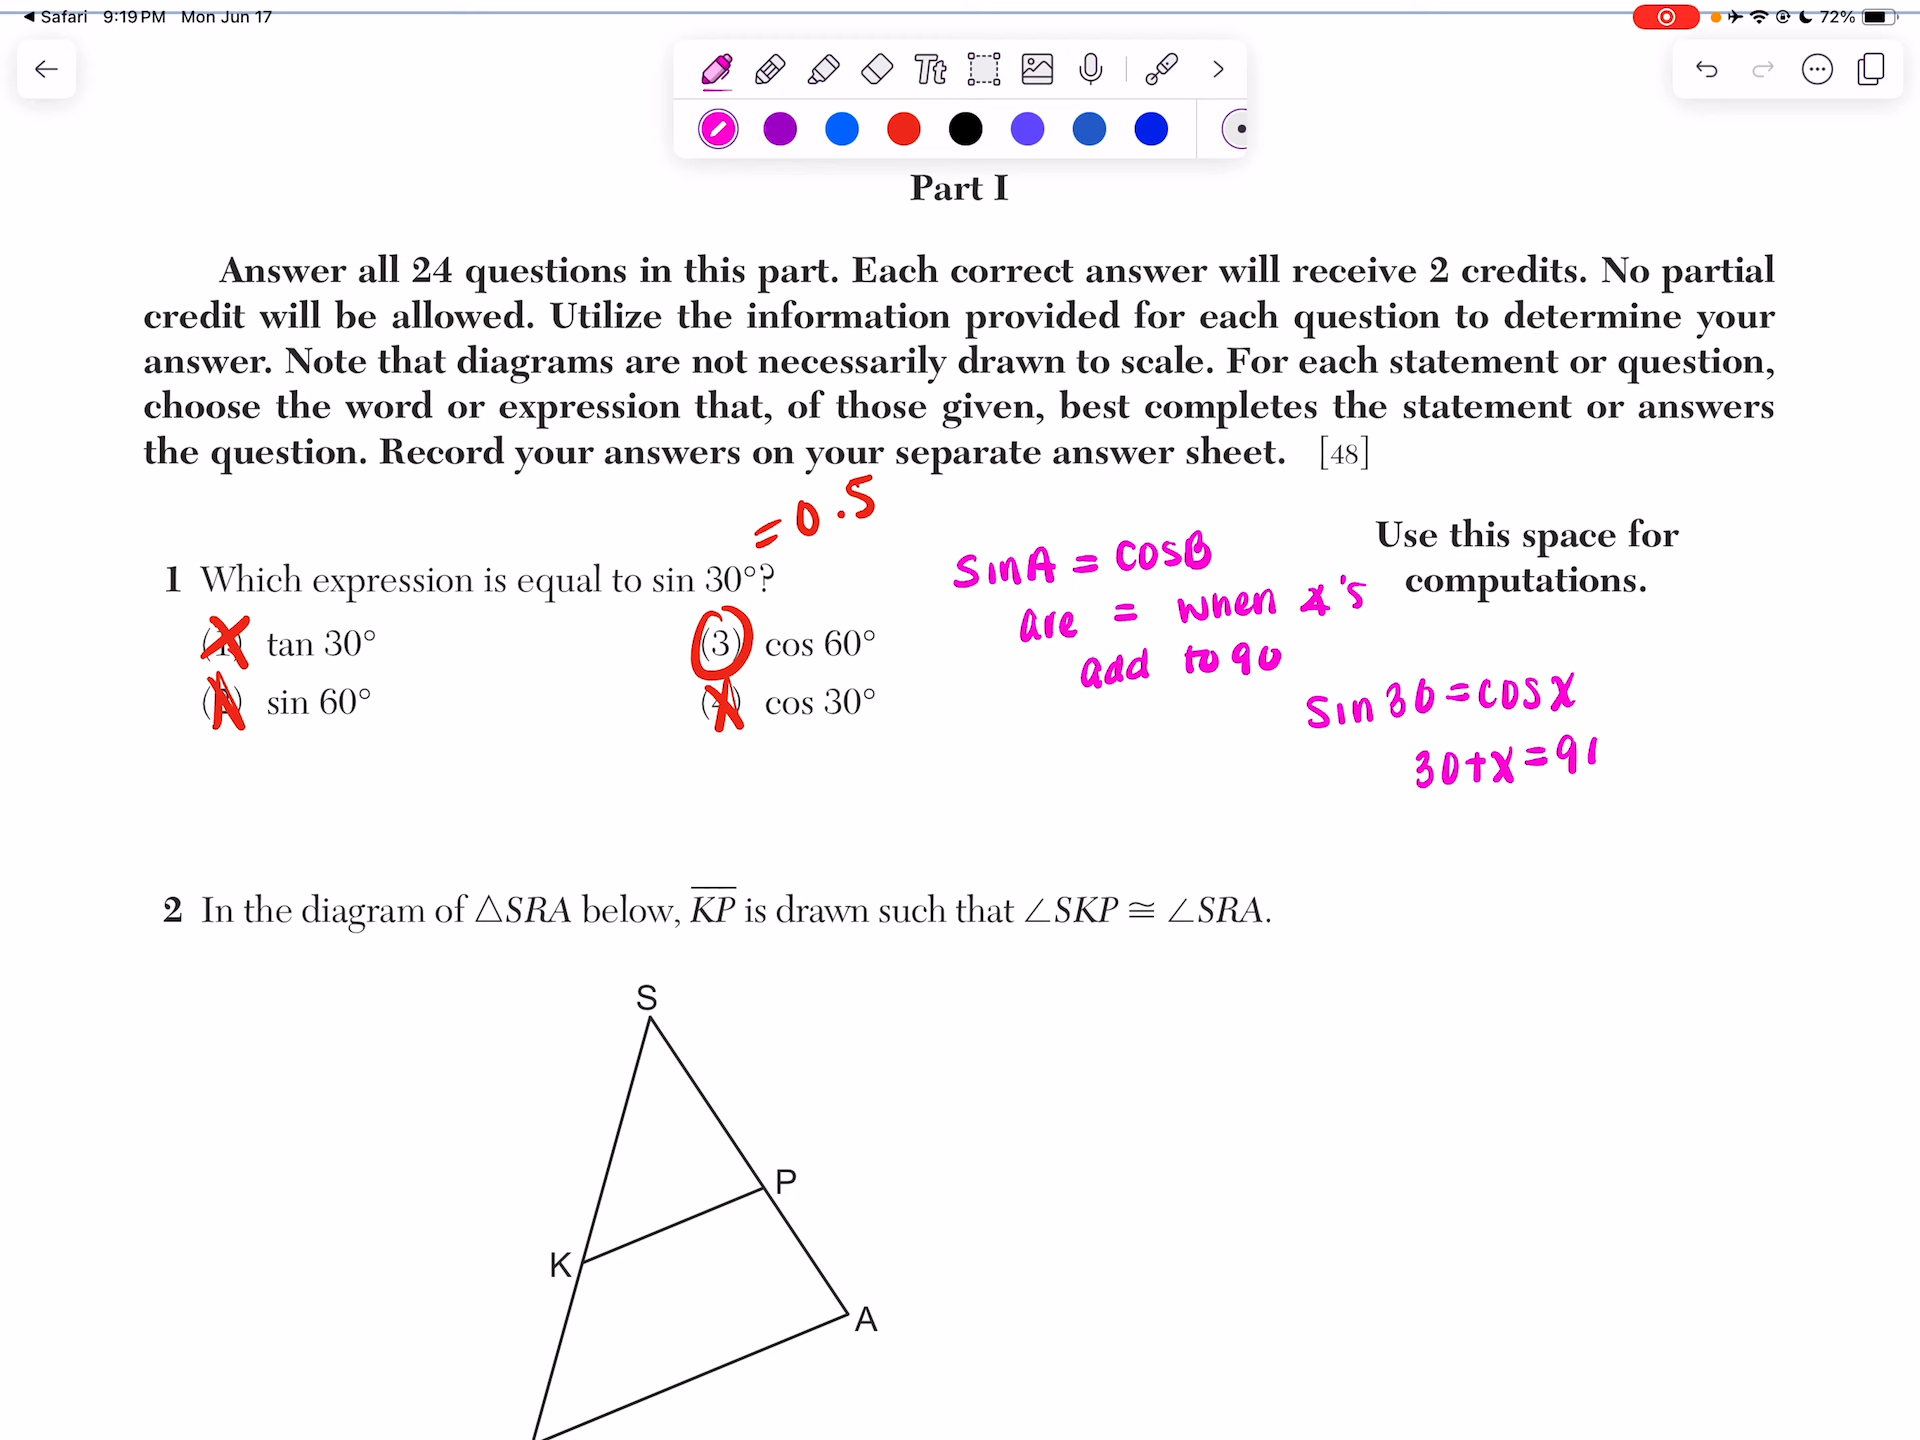 ◀ Safari 9:19 PM Mon Jun 17
72%
Tt
Part I
Answer all 24 questions in this part. Each correct answer will receive 2 credits. No partial
credit will be allowed. Utilize the information provided for each question to determine your
answer. Note that diagrams are not necessarily drawn to scale. For each statement or question,
choose the word or expression that, of those given, best completes the statement or answers
the question. Record your answers on your separate answer sheet. [48]
= 0.5
Use this space for
computations.
1 Which expression is equal to sin 30°?
tan 30°
(3) cos 60°
sin 60°
cos 30°
sinA = cosB
are = when ∡'s
add to 90
sin 30 = cos x
30+x=9
2 In the diagram of △SRA below, K̅P̅ is drawn such that ∠SKP ≅ ∠SRA.
S
P
K
A